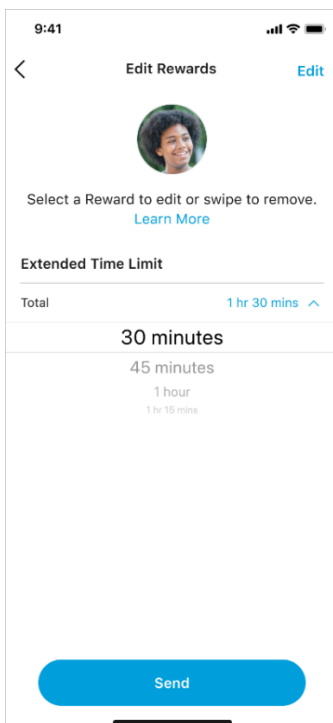 9:41
Edit Rewards
Edit
Select a Reward to edit or swipe to remove.
Learn More
Extended Time Limit
Total 1 hr 30 mins
30 minutes
45 minutes
1 hour
1 hr 15 mins
Send